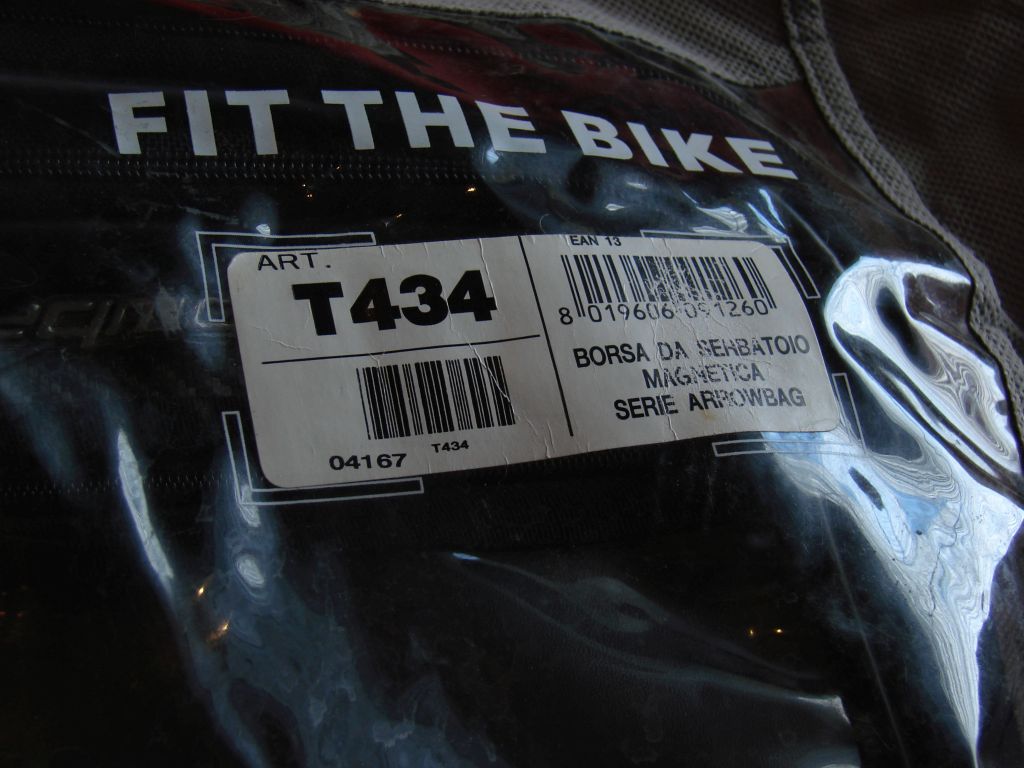 FIT THE BIKE
ART.
T434
T434
04167
EAN 13
8 019606 091260
BORSA DA SERBATOIO
MAGNETICA
SERIE ARROWBAG